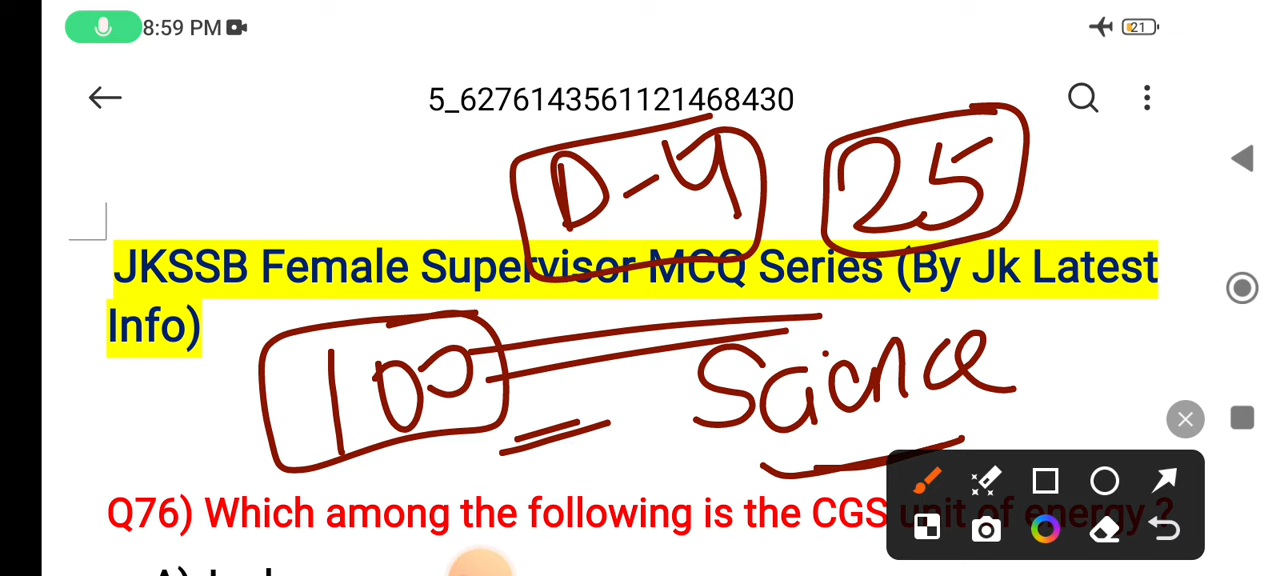 8:59 PM 21
5_6276143561121468430
D-4 25
JKSSB Female Supervisor MCQ Series (By Jk Latest
Info)
100 Science
Q76) Which among the following is the CGS unit of energy ?